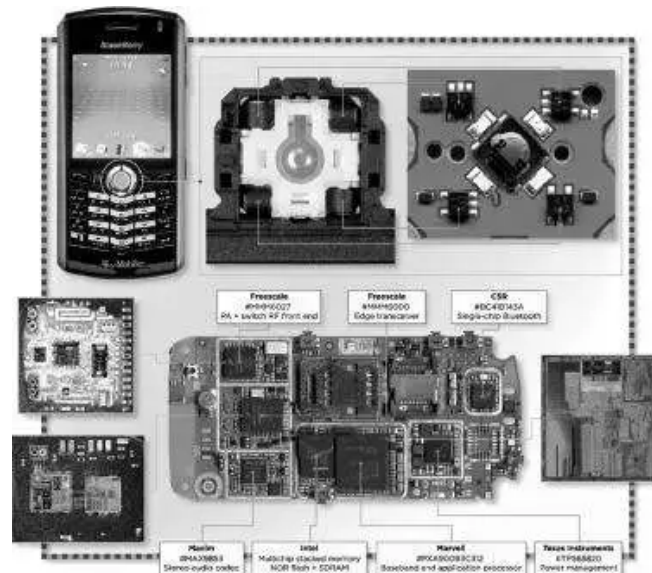 BlackBerry
T··Mobile
Freescale
#MMM6027
PA + switch RF front end
Freescale
#MMM6000
Edge transceiver
CSR
#BC41B143A
Single-chip Bluetooth
Maxim
#MAX9853
Stereo audio codec
Intel
Multichip stacked memory
NOR flash + SDRAM
Marvell
Baseband and application processor
Texas Instruments
#TPS65820
Power management